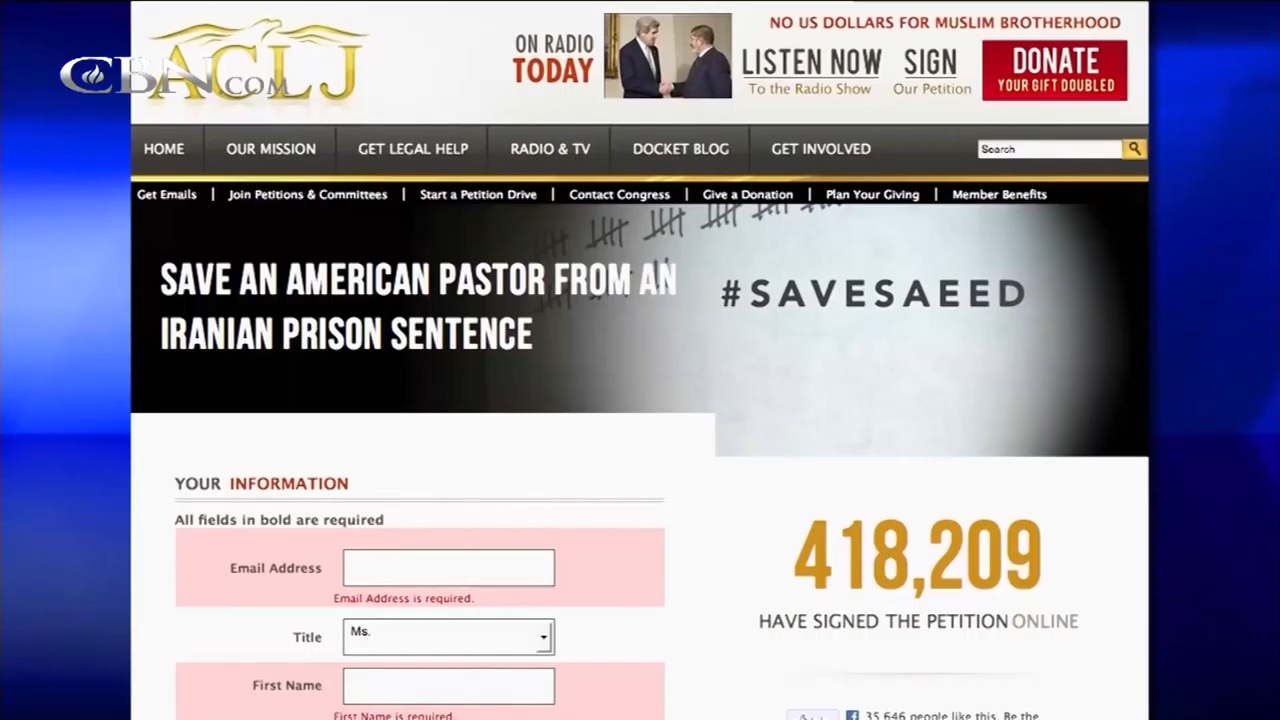 CBN.COM
ACLJ
ON RADIO
TODAY
NO US DOLLARS FOR MUSLIM BROTHERHOOD
LISTEN NOW
To the Radio Show
SIGN
Our Petition
DONATE
YOUR GIFT DOUBLED
HOME
OUR MISSION
GET LEGAL HELP
RADIO & TV
DOCKET BLOG
GET INVOLVED
Search
Get Emails | Join Petitions & Committees | Start a Petition Drive | Contact Congress | Give a Donation | Plan Your Giving | Member Benefits
SAVE AN AMERICAN PASTOR FROM AN
IRANIAN PRISON SENTENCE
#SAVESAEED
YOUR INFORMATION
All fields in bold are required
Email Address
Email Address is required.
Title
Ms.
First Name
First Name is required.
418,209
HAVE SIGNED THE PETITION ONLINE
35,646 people like this. Be the